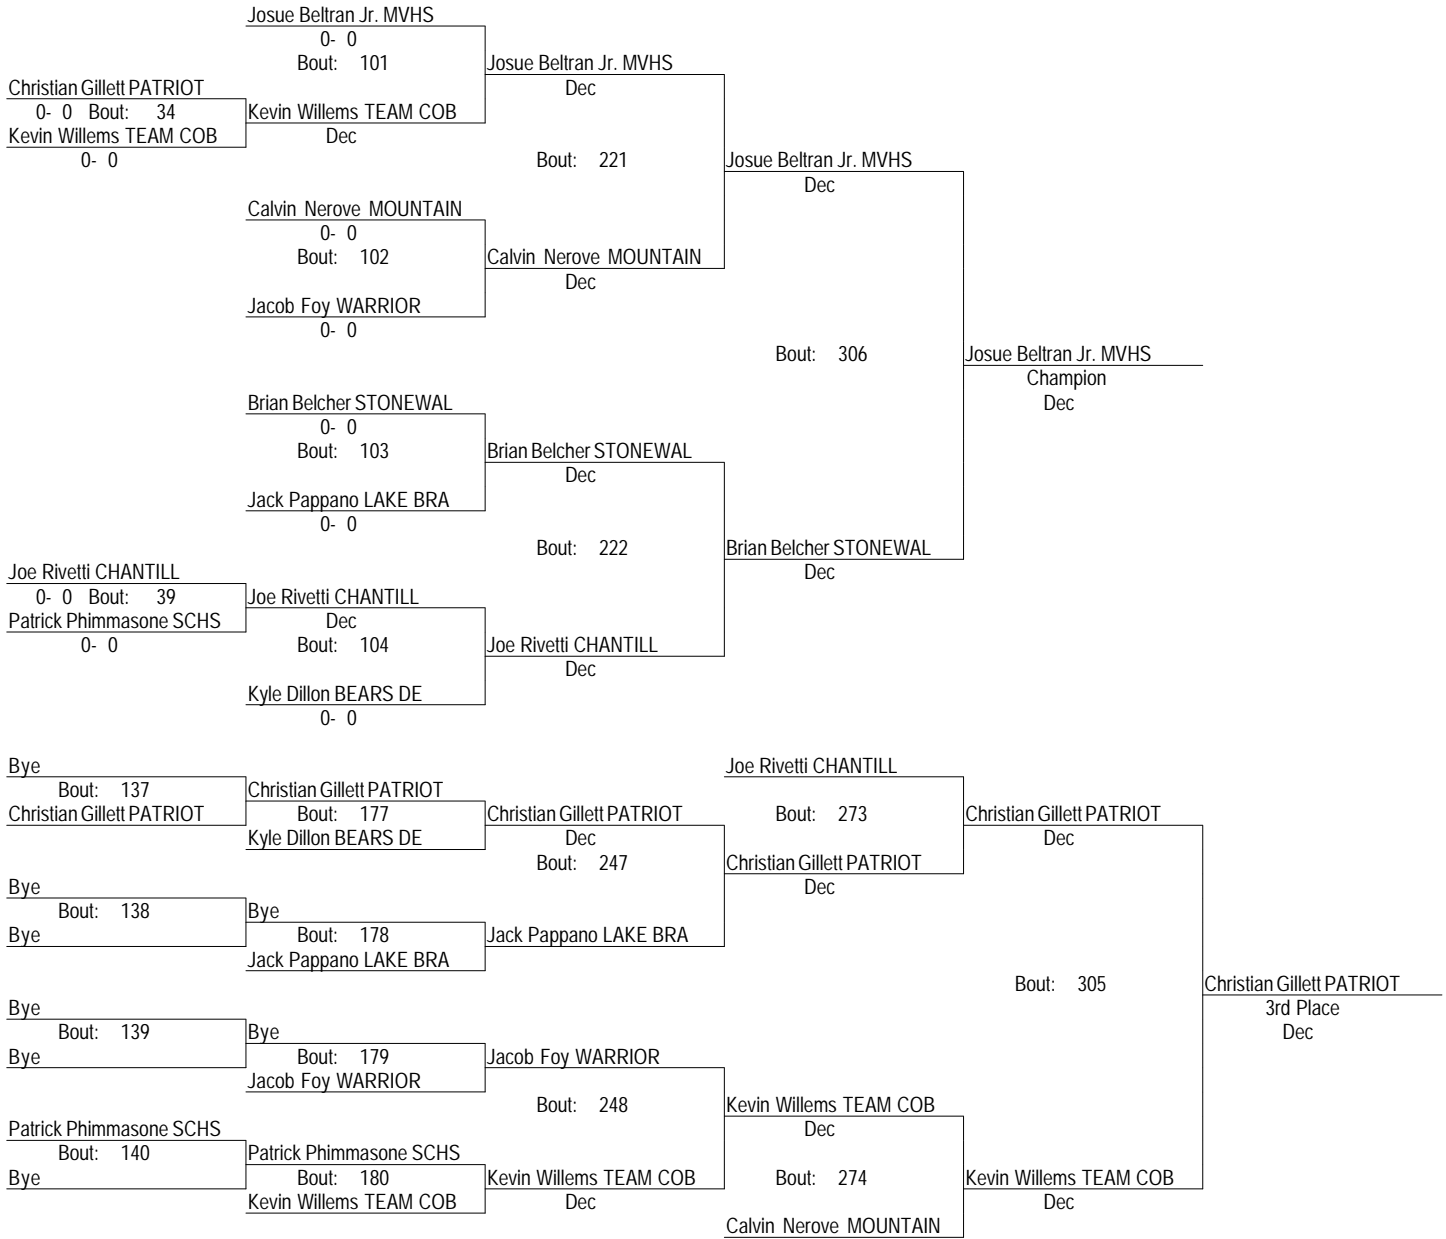 Josue Beltran Jr. MVHS
0- 0
Bout: 101
Josue Beltran Jr. MVHS
Dec
Christian Gillett PATRIOT
0- 0 Bout: 34
Kevin Willems TEAM COB
0- 0
Kevin Willems TEAM COB
Dec
Bout: 221
Josue Beltran Jr. MVHS
Dec
Calvin Nerove MOUNTAIN
0- 0
Bout: 102
Calvin Nerove MOUNTAIN
Dec
Jacob Foy WARRIOR
0- 0
Bout: 306
Josue Beltran Jr. MVHS
Champion
Dec
Brian Belcher STONEWAL
0- 0
Bout: 103
Brian Belcher STONEWAL
Dec
Jack Pappano LAKE BRA
0- 0
Bout: 222
Brian Belcher STONEWAL
Dec
Joe Rivetti CHANTILL
0- 0 Bout: 39
Patrick Phimmasone SCHS
0- 0
Joe Rivetti CHANTILL
Dec
Bout: 104
Joe Rivetti CHANTILL
Dec
Kyle Dillon BEARS DE
0- 0
Bye
Bout: 137
Christian Gillett PATRIOT
Christian Gillett PATRIOT
Bout: 177
Kyle Dillon BEARS DE
Christian Gillett PATRIOT
Dec
Bout: 247
Joe Rivetti CHANTILL
Bout: 273
Christian Gillett PATRIOT
Dec
Christian Gillett PATRIOT
Dec
Bye
Bout: 138
Bye
Bye
Bout: 178
Jack Pappano LAKE BRA
Jack Pappano LAKE BRA
Bout: 305
Christian Gillett PATRIOT
3rd Place
Dec
Bye
Bout: 139
Bye
Bye
Bout: 179
Jacob Foy WARRIOR
Jacob Foy WARRIOR
Bout: 248
Kevin Willems TEAM COB
Dec
Patrick Phimmasone SCHS
Bout: 140
Bye
Patrick Phimmasone SCHS
Bout: 180
Kevin Willems TEAM COB
Kevin Willems TEAM COB
Dec
Bout: 274
Kevin Willems TEAM COB
Dec
Calvin Nerove MOUNTAIN